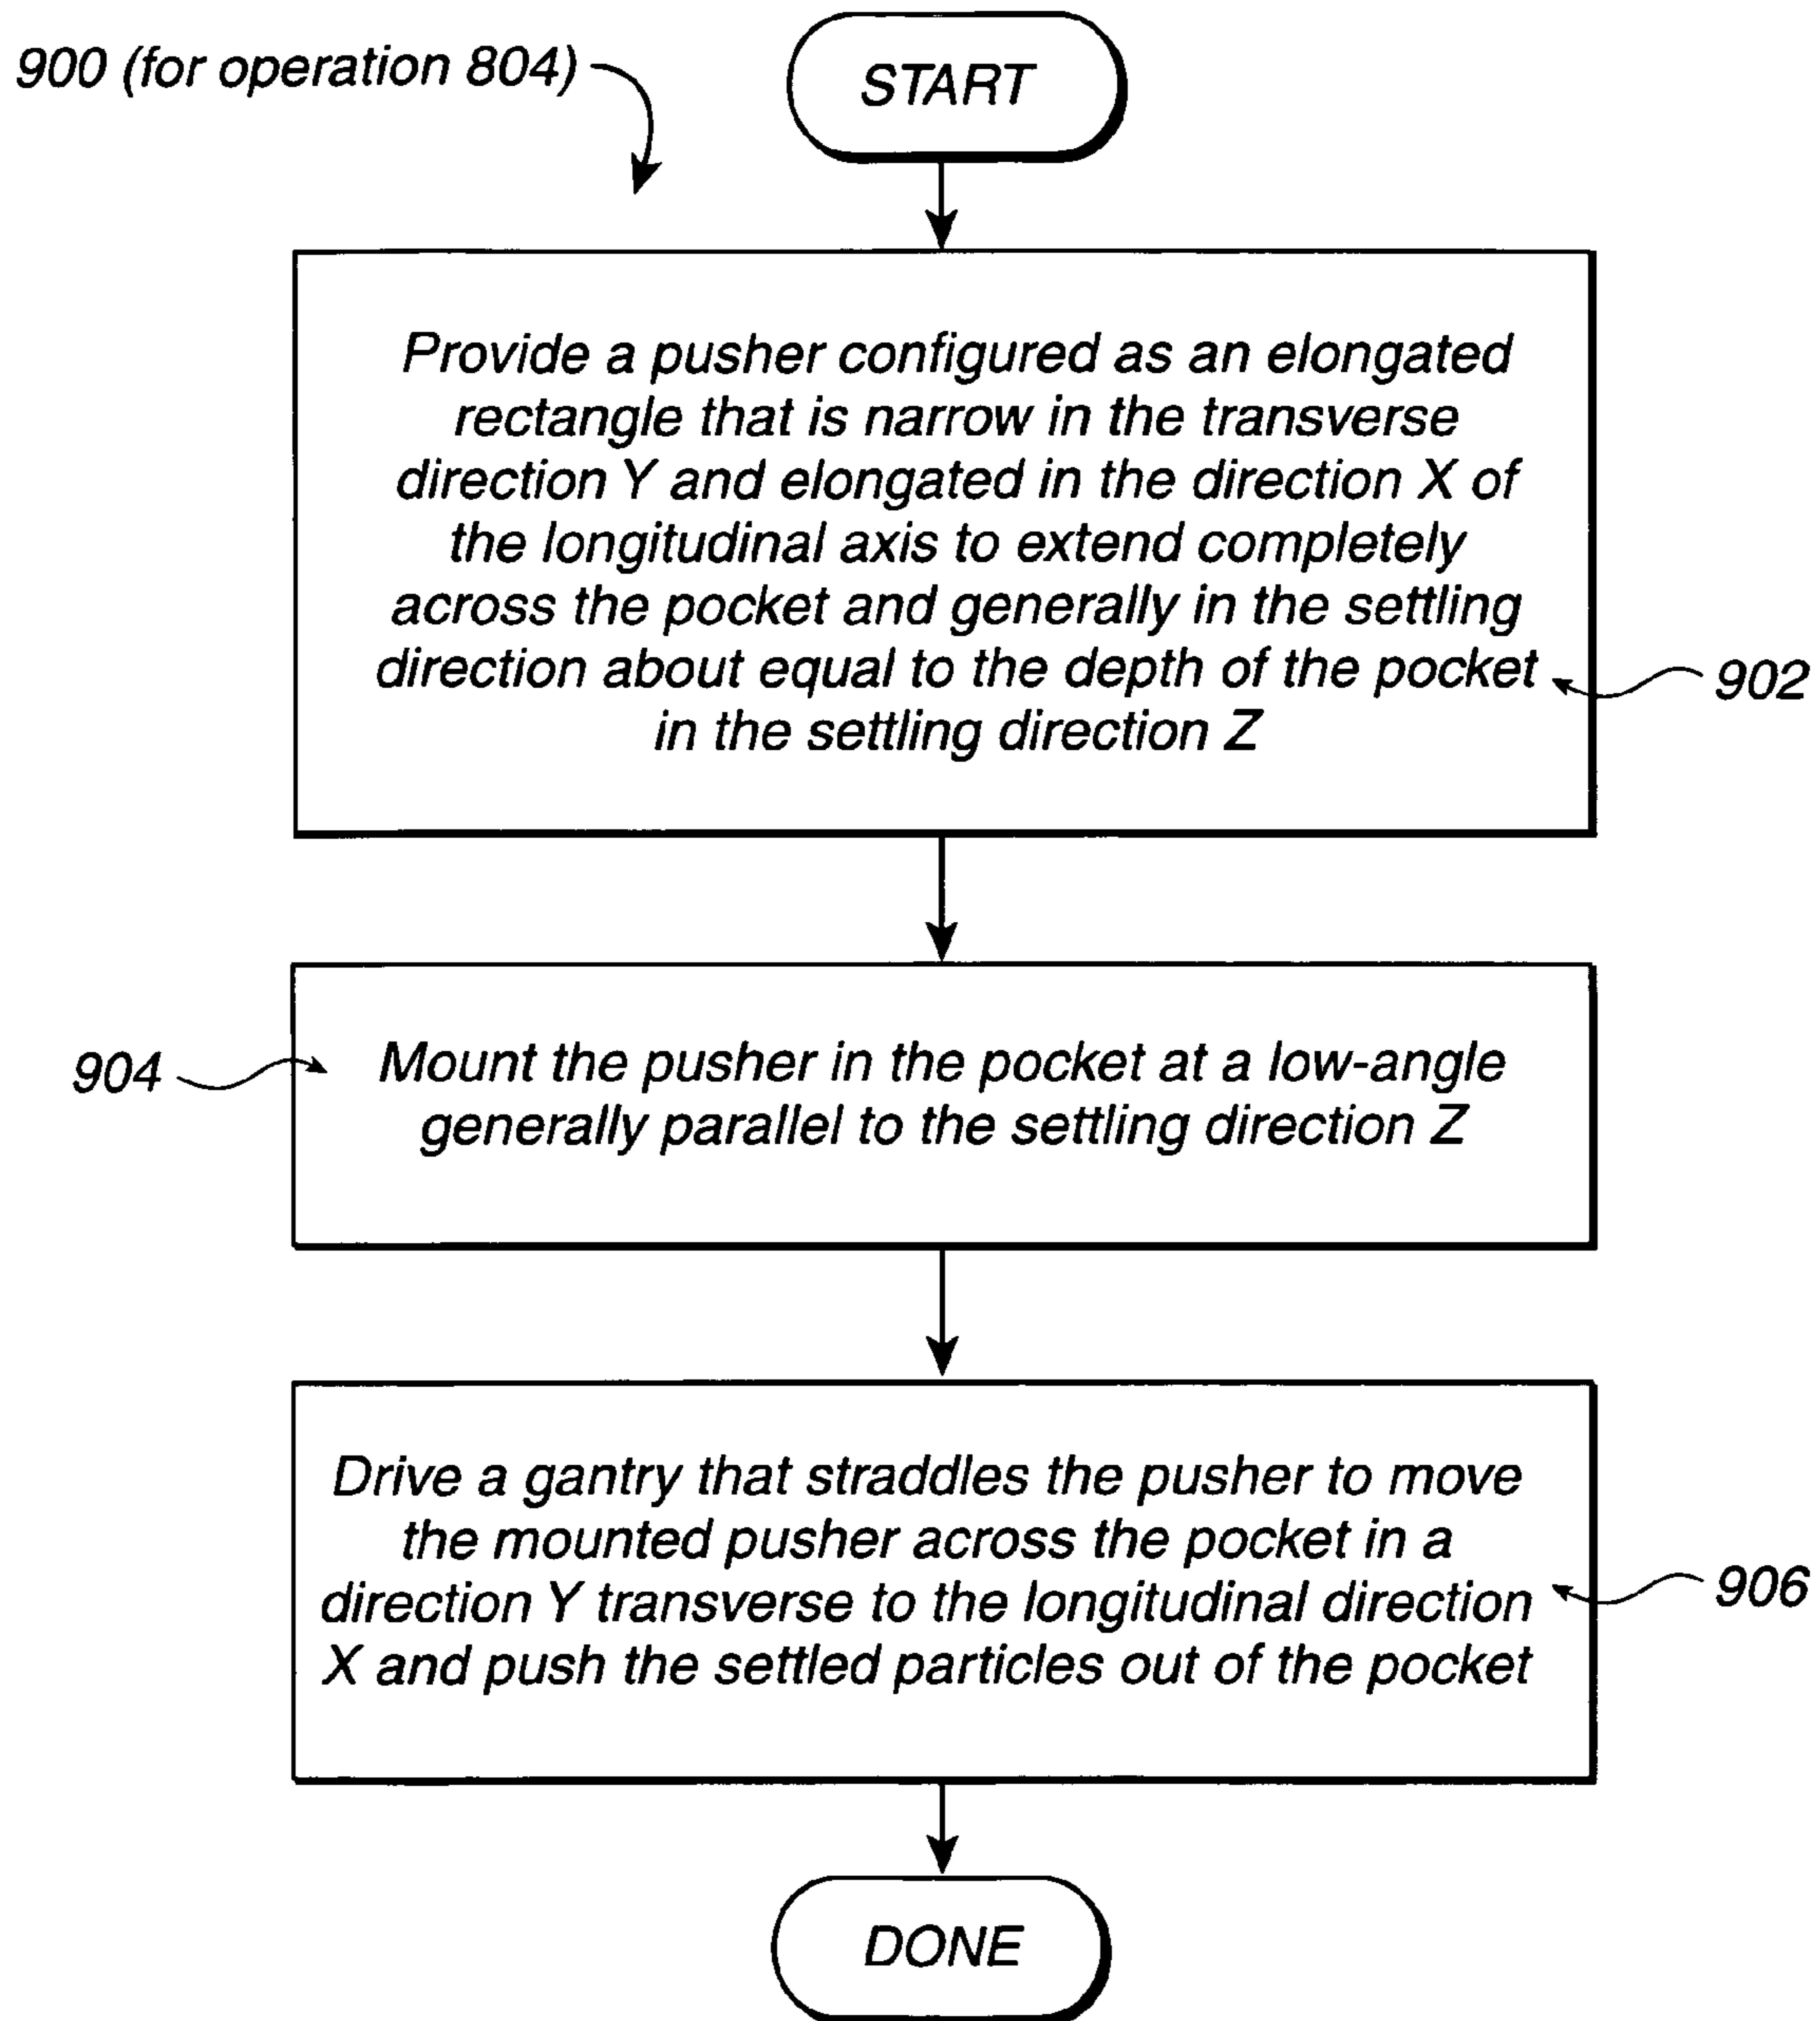 900 (for operation 804)
START
Provide a pusher configured as an elongated
rectangle that is narrow in the transverse
direction Y and elongated in the direction X of
the longitudinal axis to extend completely
across the pocket and generally in the settling
direction about equal to the depth of the pocket
in the settling direction Z
902
904
Mount the pusher in the pocket at a low-angle
generally parallel to the settling direction Z
Drive a gantry that straddles the pusher to move
the mounted pusher across the pocket in a
direction Y transverse to the longitudinal direction
X and push the settled particles out of the pocket
906
DONE